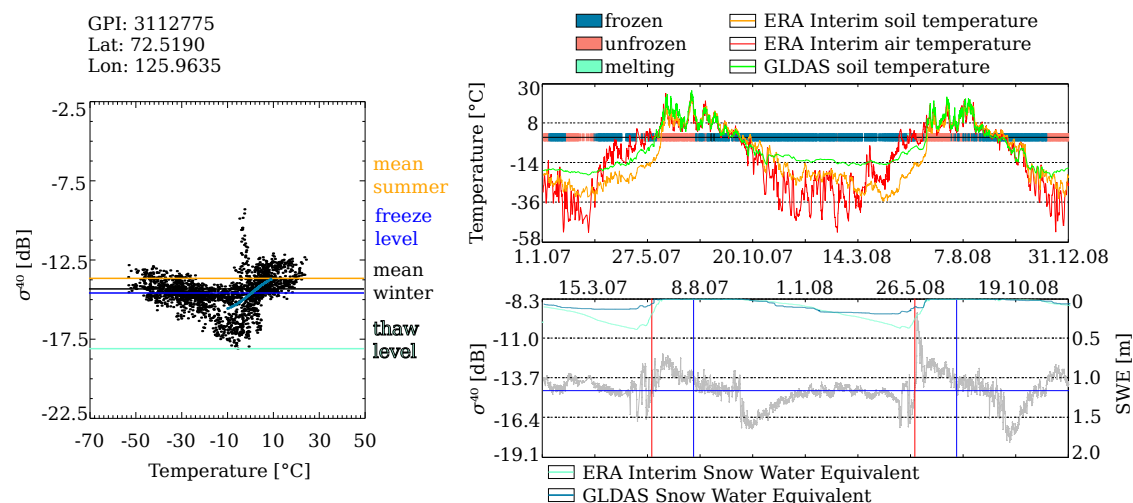 GPI: 3112775
Lat: 72.5190
Lon: 125.9635
frozen
unfrozen
melting
ERA Interim soil temperature
ERA Interim air temperature
GLDAS soil temperature
σ⁴⁰ [dB]
-2.5
-7.5
-12.5
-17.5
-22.5
-70 -50 -30 -10 10 30 50
Temperature [°C]
mean
summer
freeze
level
mean
winter
thaw
level
Temperature [°C]
30
8
-14
-36
-58
1.1.07 27.5.07 20.10.07 14.3.08 7.8.08 31.12.08
15.3.07 8.8.07 1.1.08 26.5.08 19.10.08
σ⁴⁰ [dB]
-8.3
-11.0
-13.7
-16.4
-19.1
0
0.5
1.0
1.5
2.0
SWE [m]
ERA Interim Snow Water Equivalent
GLDAS Snow Water Equivalent